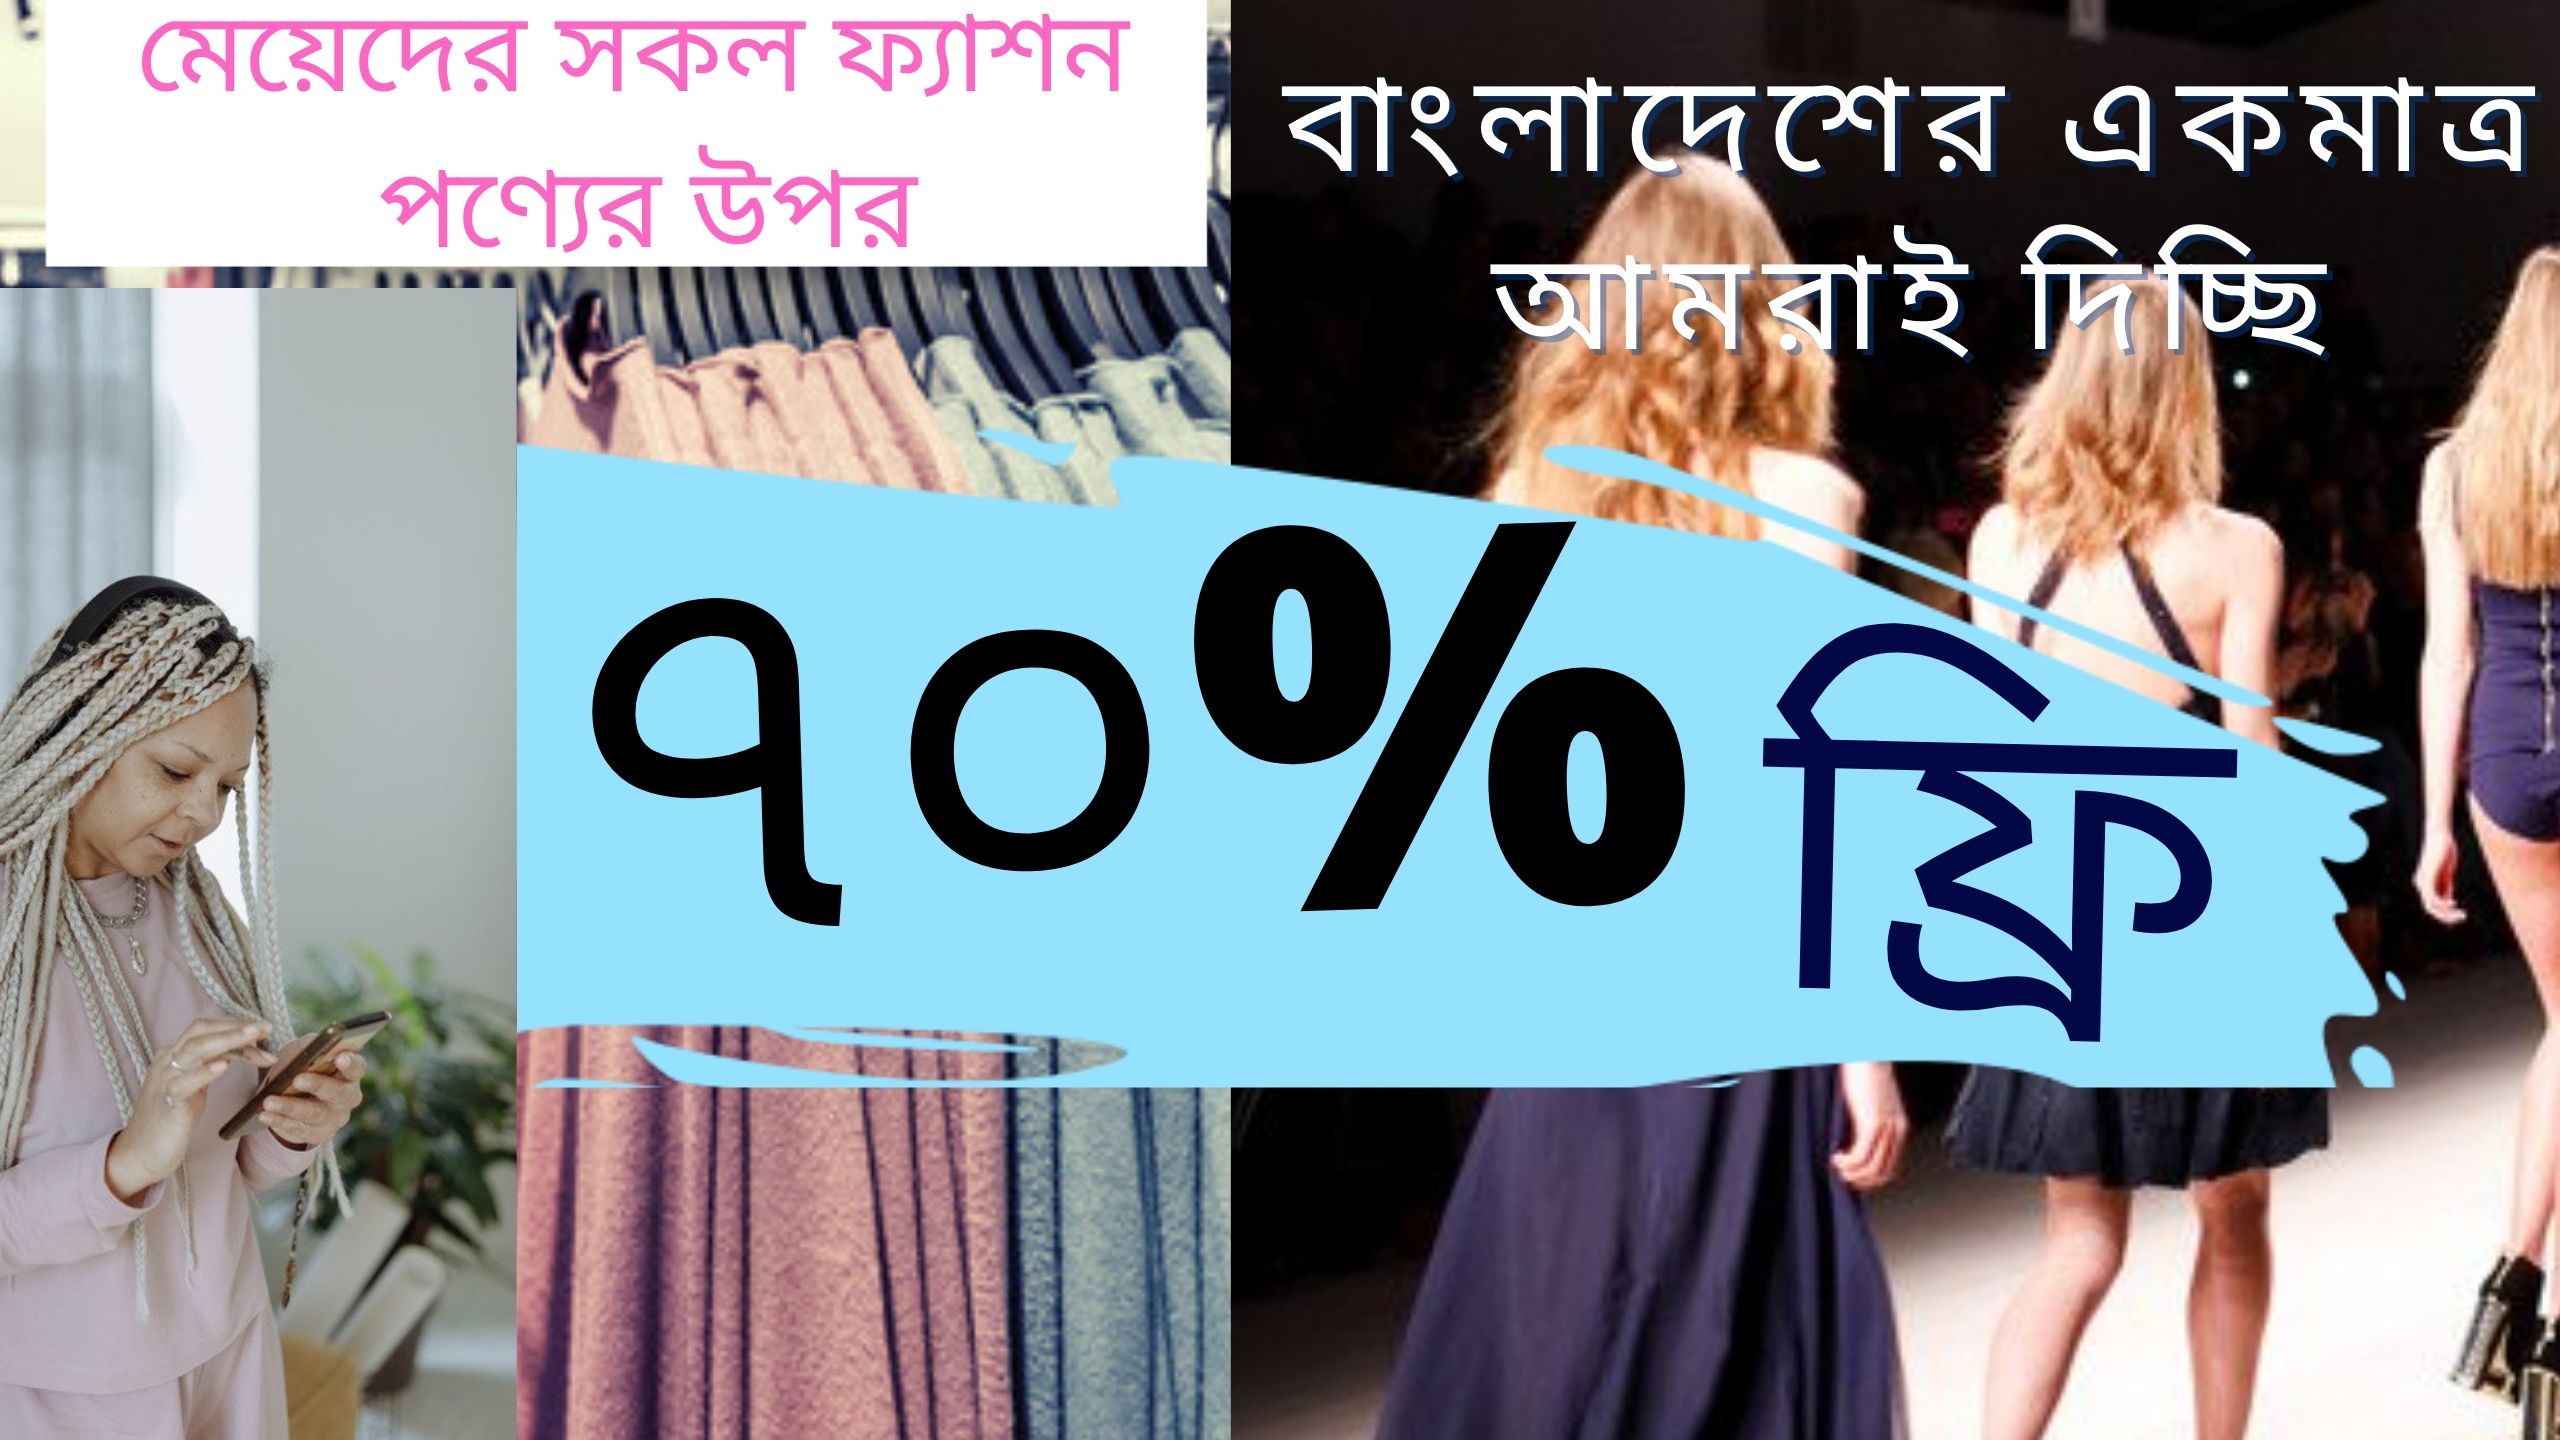 মেয়েদের সকল ফ্যাশন
পণ্যের উপর
বাংলাদেশের একমাত্র
আমরাই দিচ্ছি
৭০% ফ্রি